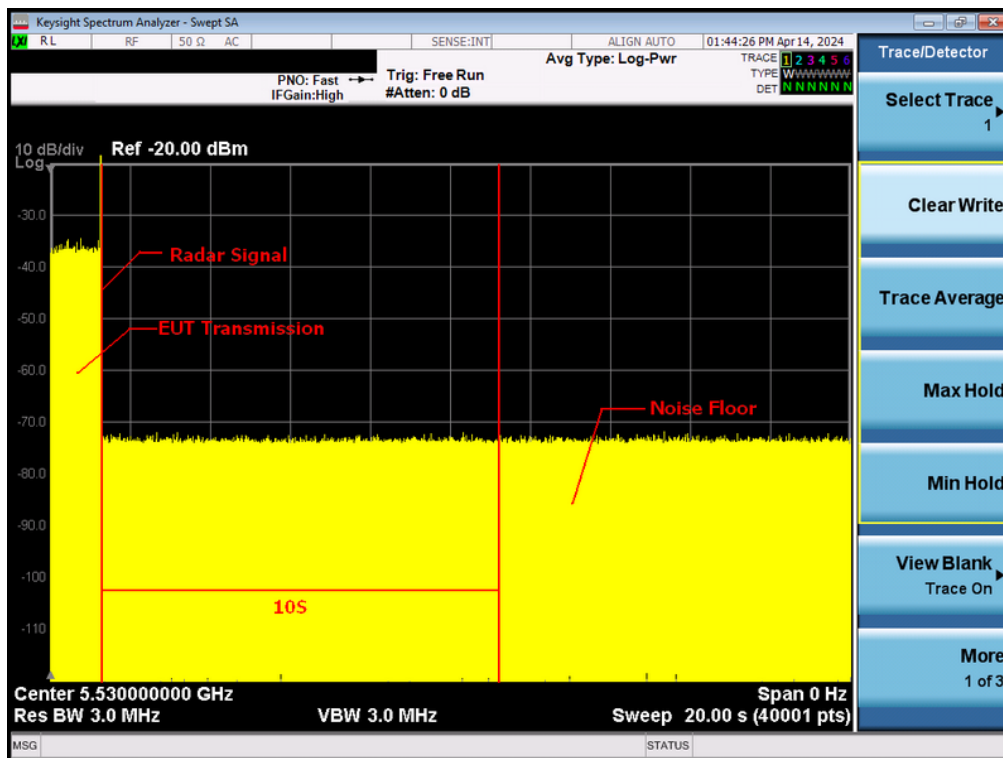 Keysight Spectrum Analyzer - Swept SA
LXI RL RF 50 Ω AC SENSE:INT ALIGN AUTO 01:44:26 PM Apr 14, 2024
Avg Type: Log-Pwr
TRACE 1 2 3 4 5 6
TYPE WWWWWW
DET N N N N N N
PNO: Fast
IFGain:High
Trig: Free Run
#Atten: 0 dB
10 dB/div
Log
Ref -20.00 dBm
-30.0
-40.0
-50.0
-60.0
-70.0
-80.0
-90.0
-100
-110
Radar Signal
EUT Transmission
Noise Floor
10S
Center 5.530000000 GHz
Span 0 Hz
Res BW 3.0 MHz
VBW 3.0 MHz
Sweep 20.00 s (40001 pts)
MSG
STATUS
Trace/Detector
Select Trace
1
Clear Write
Trace Average
Max Hold
Min Hold
View Blank
Trace On
More
1 of 3